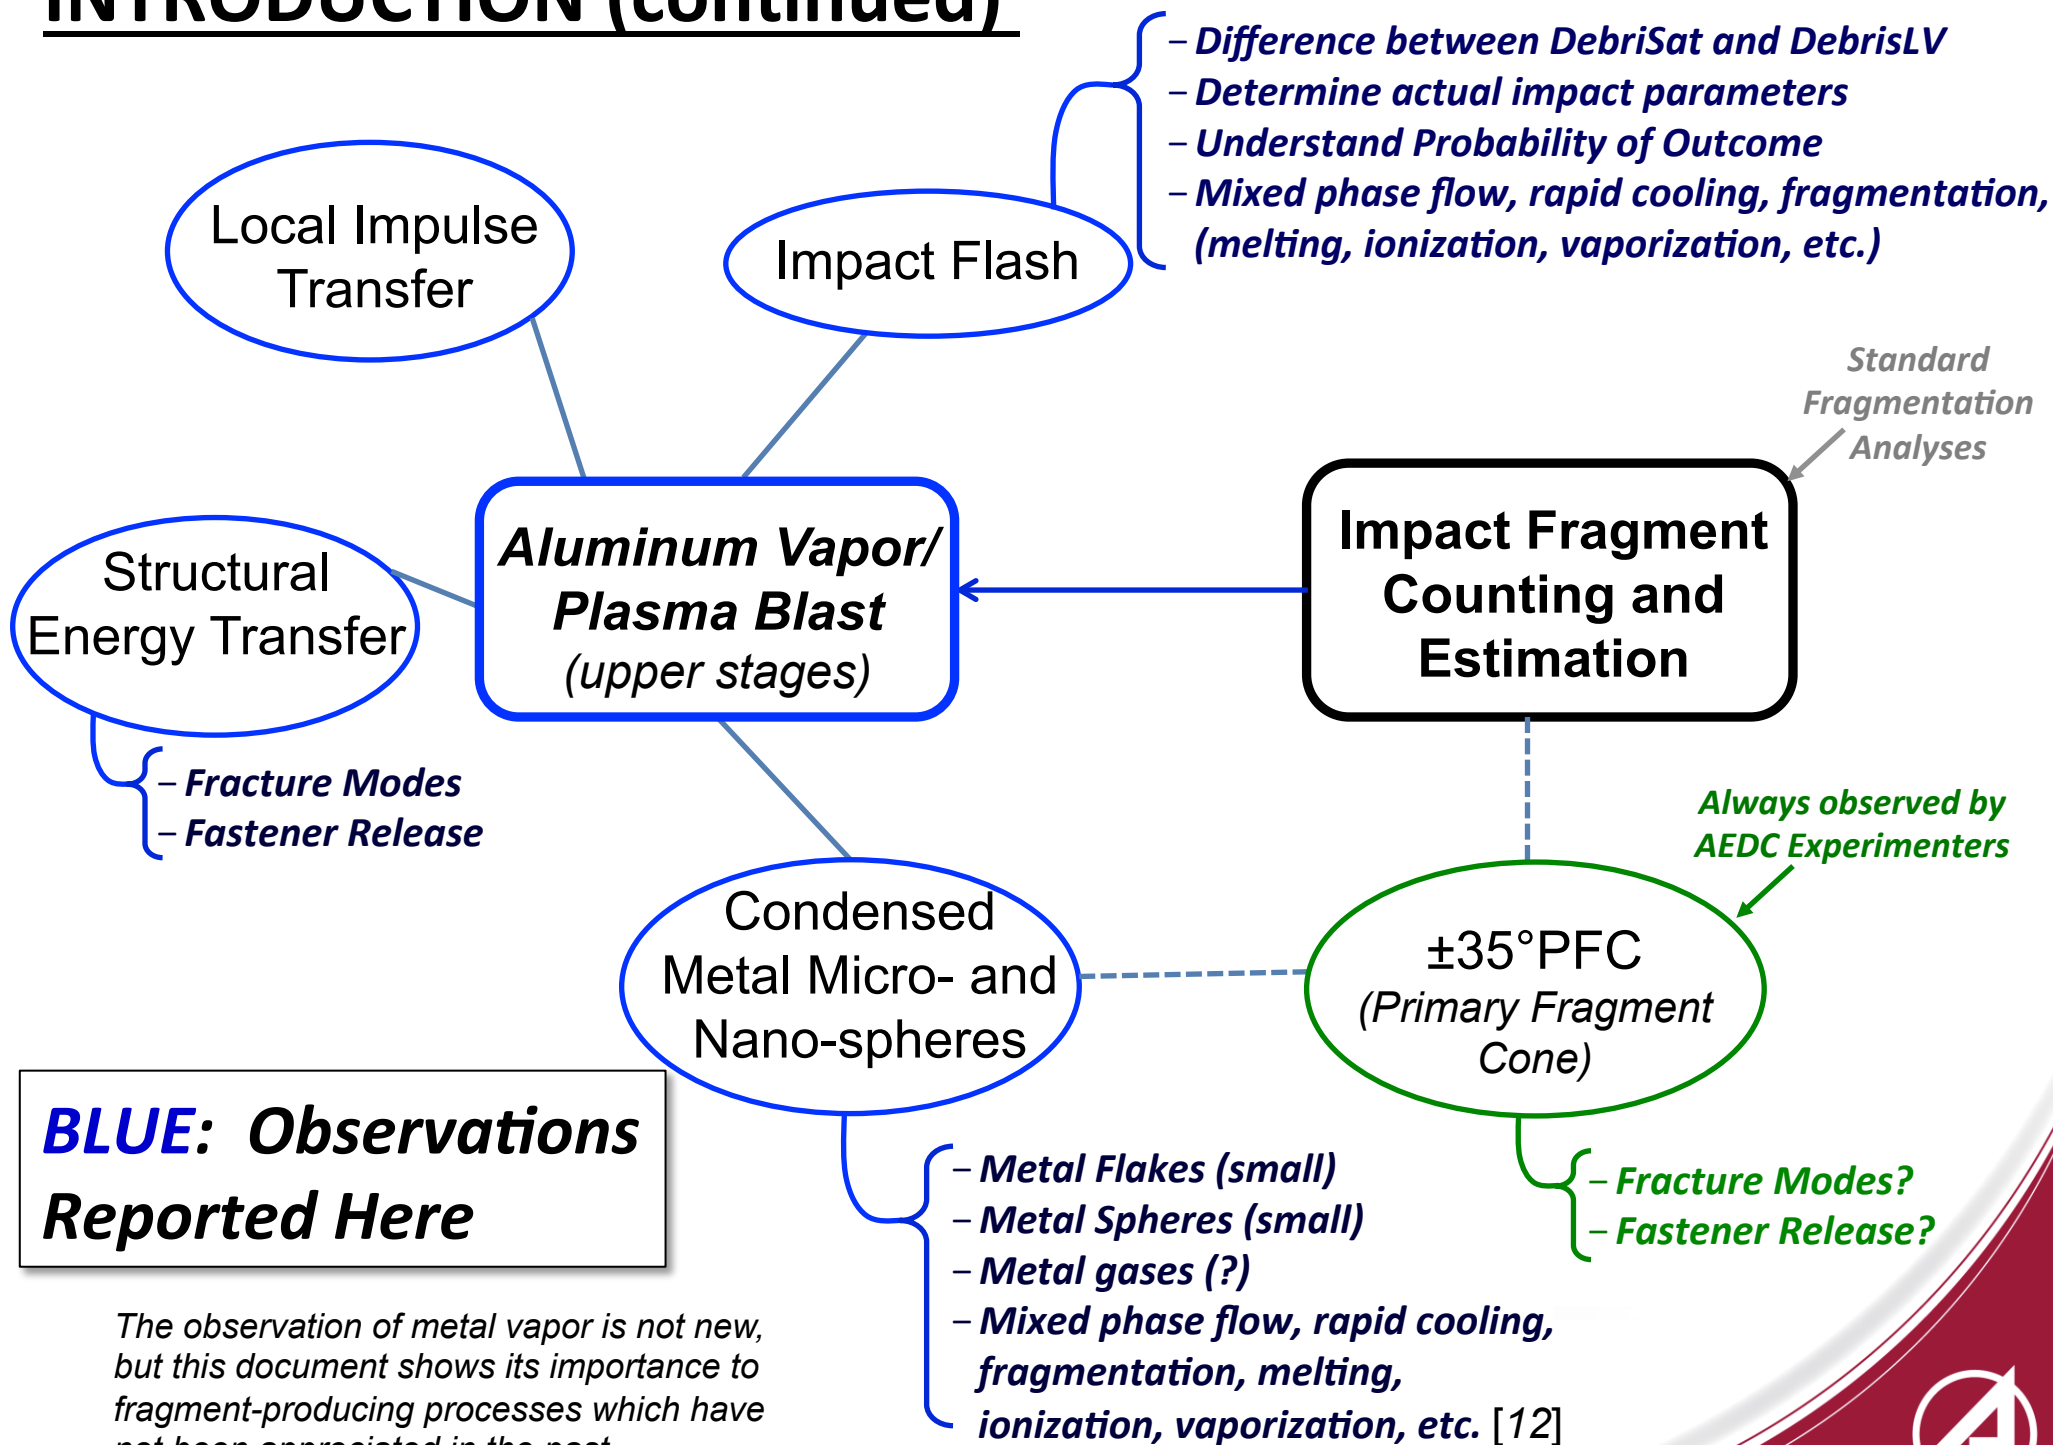 INTRODUCTION (continued)
– Difference between DebriSat and DebrisLV
– Determine actual impact parameters
– Understand Probability of Outcome
– Mixed phase flow, rapid cooling, fragmentation,
(melting, ionization, vaporization, etc.)
Local Impulse
Transfer
Impact Flash
Standard
Fragmentation
Analyses
Structural
Energy Transfer
Aluminum Vapor/
Plasma Blast
(upper stages)
Impact Fragment
Counting and
Estimation
– Fracture Modes
– Fastener Release
Always observed by
AEDC Experimenters
Condensed
Metal Micro- and
Nano-spheres
±35°PFC
(Primary Fragment
Cone)
BLUE: Observations
Reported Here
– Metal Flakes (small)
– Metal Spheres (small)
– Metal gases (?)
– Mixed phase flow, rapid cooling,
fragmentation, melting,
ionization, vaporization, etc. [12]
– Fracture Modes?
– Fastener Release?
The observation of metal vapor is not new,
but this document shows its importance to
fragment-producing processes which have
not been appreciated in the past